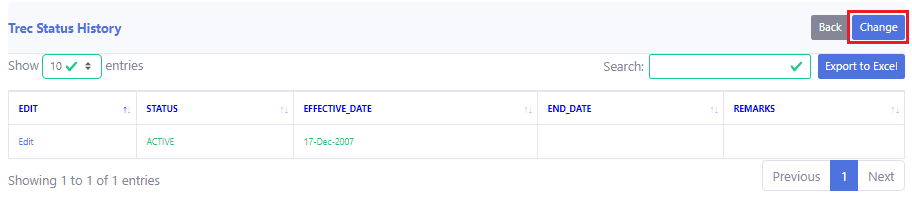 Trec Status History Back Change
Show 10 entries Search: Export to Excel
EDIT STATUS EFFECTIVE_DATE END_DATE REMARKS
Edit ACTIVE 17-Dec-2007
Showing 1 to 1 of 1 entries Previous 1 Next